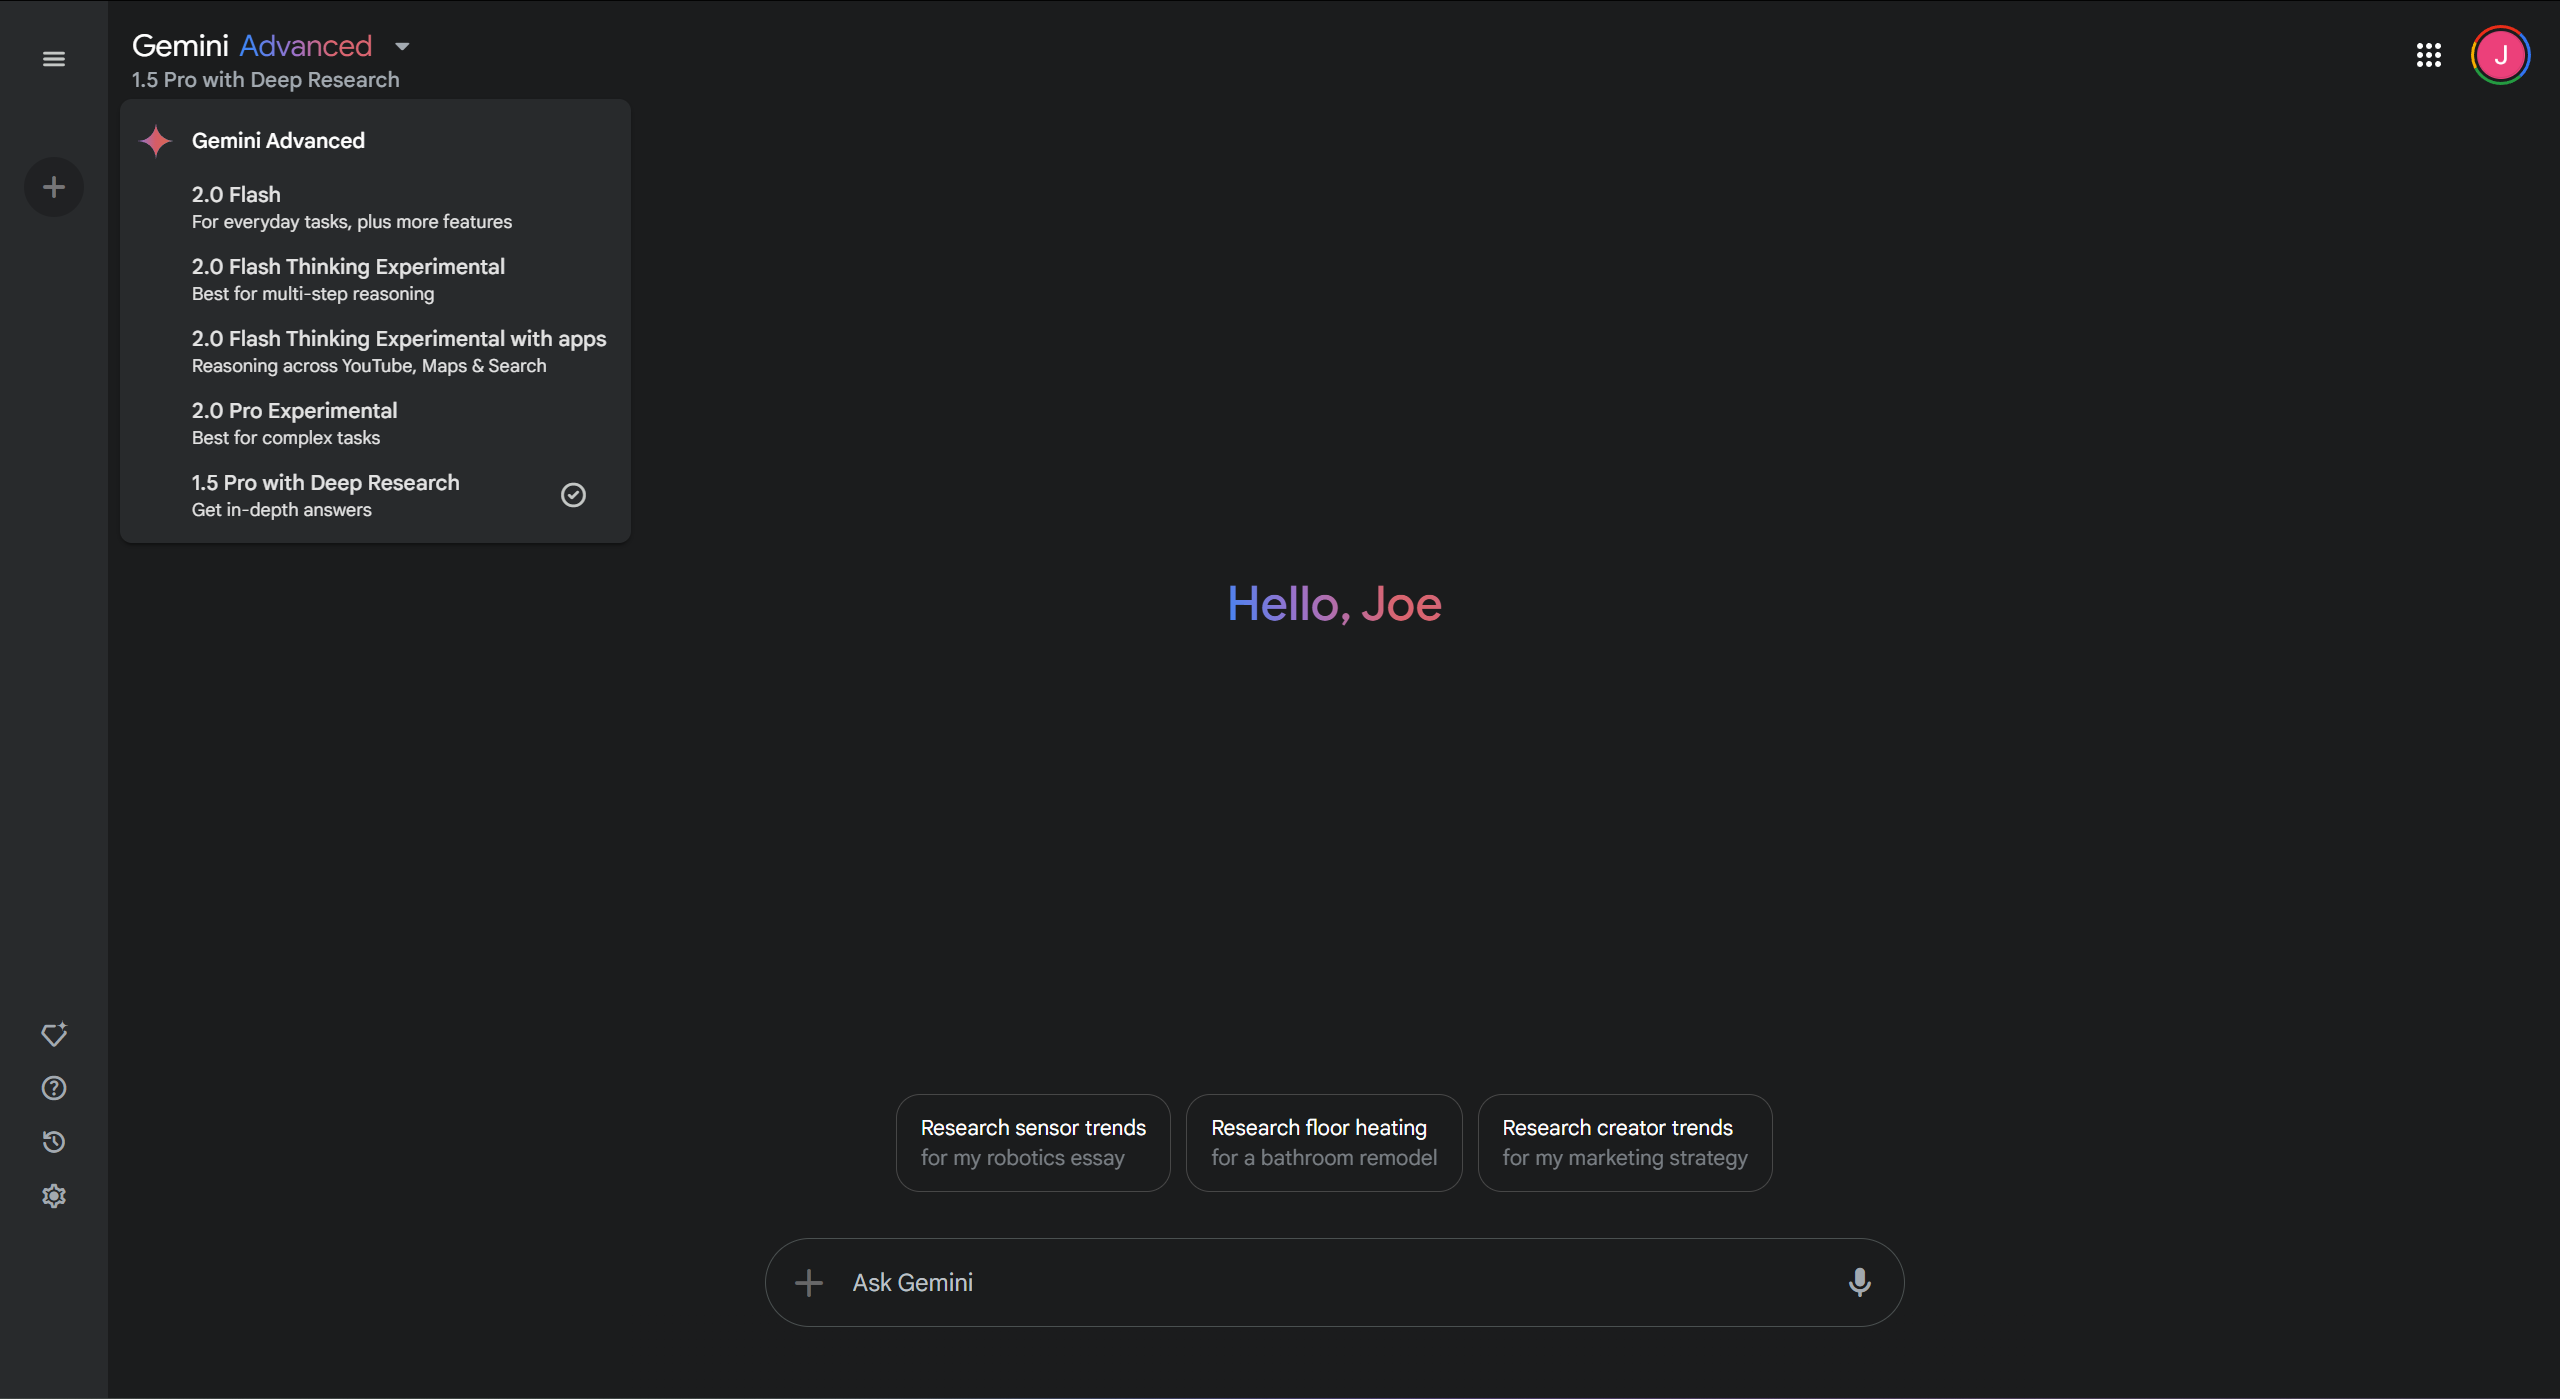 Gemini Advanced
1.5 Pro with Deep Research
J
Gemini Advanced
2.0 Flash
For everyday tasks, plus more features
2.0 Flash Thinking Experimental
Best for multi-step reasoning
2.0 Flash Thinking Experimental with apps
Reasoning across YouTube, Maps & Search
2.0 Pro Experimental
Best for complex tasks
1.5 Pro with Deep Research
Get in-depth answers
Hello, Joe
Research sensor trends
for my robotics essay
Research floor heating
for a bathroom remodel
Research creator trends
for my marketing strategy
Ask Gemini